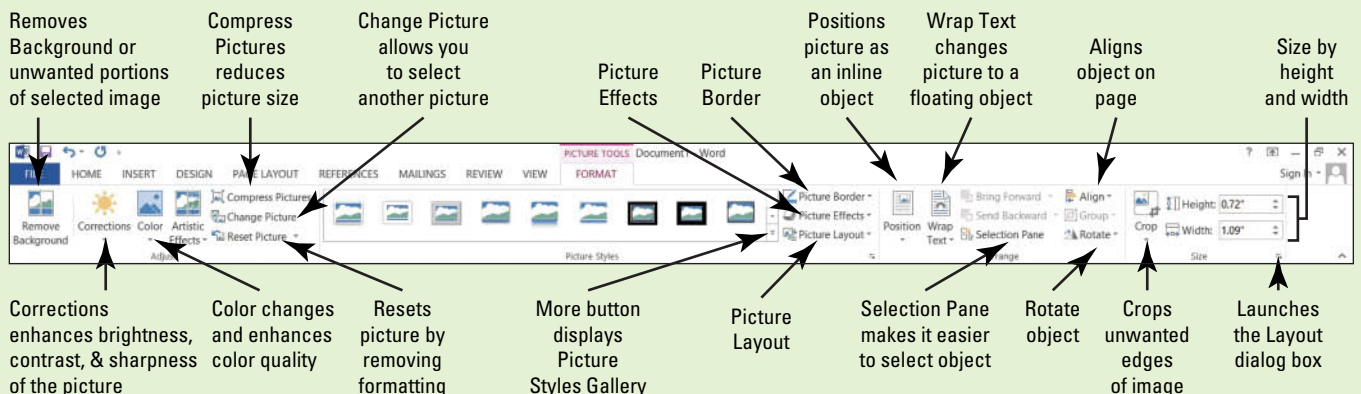 Removes
Background or
unwanted portions
of selected image
Compress
Pictures
reduces
picture size
Change Picture
allows you
to select
another picture
Picture
Effects
Picture
Border
Positions
picture as
an inline
object
Wrap Text
changes
picture to a
floating object
Aligns
object on
page
Size by
height
and width
PICTURE TOOLS Document1 - Word
FILE HOME INSERT DESIGN PAGE LAYOUT REFERENCES MAILINGS REVIEW VIEW FORMAT Sign in
Remove
Background
Corrections
Color
Artistic
Effects
Compress Pictures
Change Picture
Reset Picture
Adjust
Picture Styles
Picture Border
Picture Effects
Picture Layout
Position
Wrap
Text
Bring Forward
Send Backward
Selection Pane
Align
Group
Rotate
Arrange
Crop
Height: 0.72"
Width: 1.09"
Size
Corrections
enhances brightness,
contrast, & sharpness
of the picture
Color changes
and enhances
color quality
Resets
picture by
removing
formatting
More button
displays
Picture
Styles Gallery
Picture
Layout
Selection Pane
makes it easier
to select object
Rotate
object
Crops
unwanted
edges
of image
Launches
the Layout
dialog box